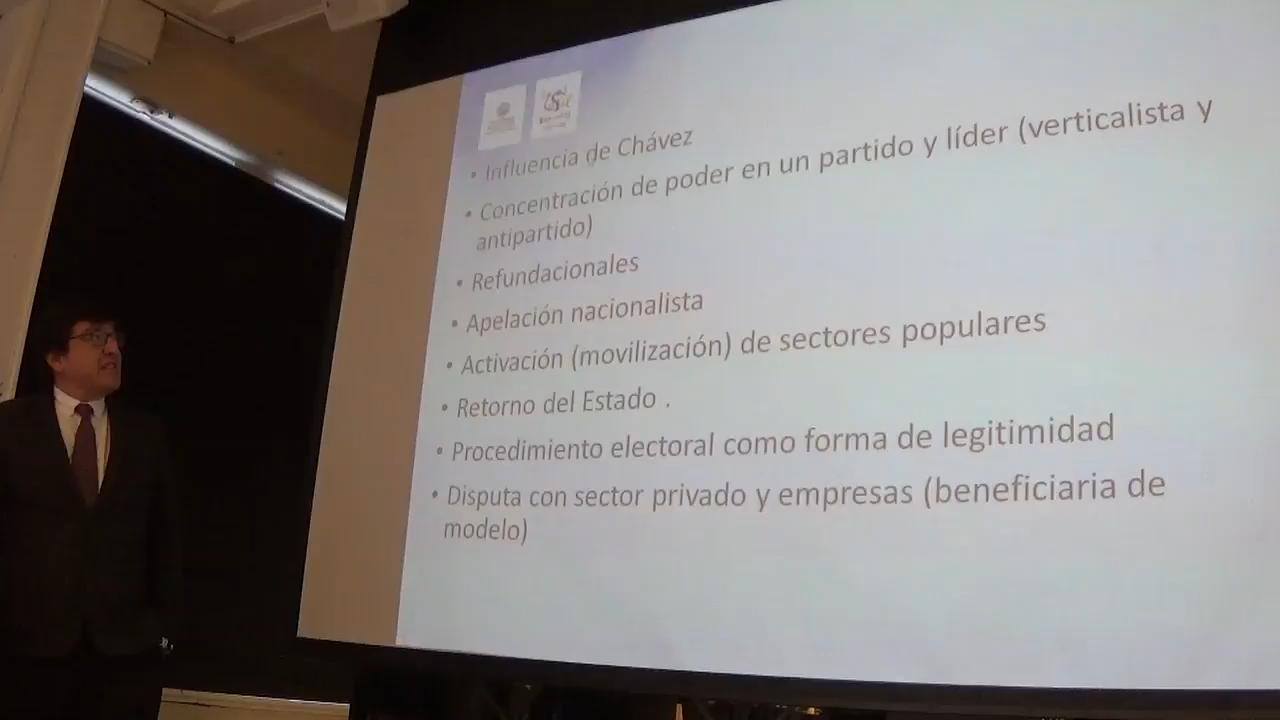 • Influencia de Chávez
• Concentración de poder en un partido y líder (verticalista y
antipartido)
• Refundacionales
• Apelación nacionalista
• Activación (movilización) de sectores populares
• Retorno del Estado .
• Procedimiento electoral como forma de legitimidad
• Disputa con sector privado y empresas (beneficiaria de
modelo)